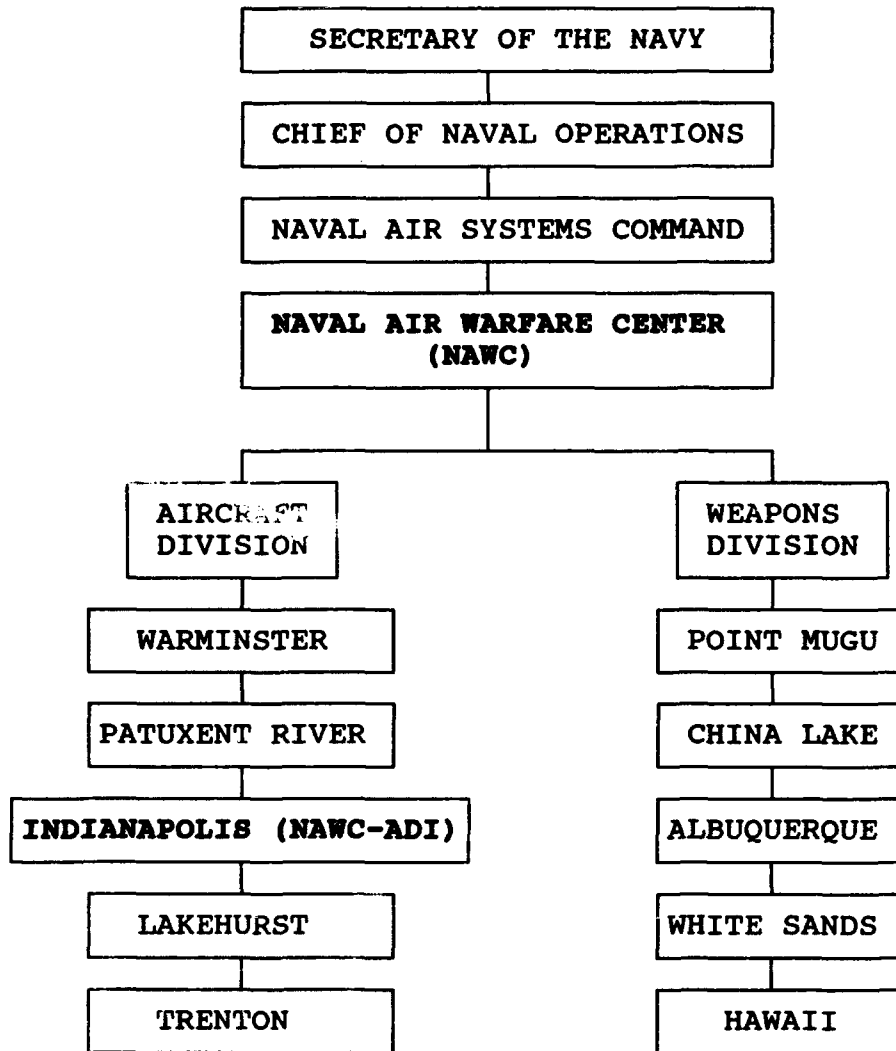 SECRETARY OF THE NAVY
CHIEF OF NAVAL OPERATIONS
NAVAL AIR SYSTEMS COMMAND
NAVAL AIR WARFARE CENTER
(NAWC)
AIRCRAFT
DIVISION
WARMINSTER
PATUXENT RIVER
INDIANAPOLIS (NAWC-ADI)
LAKEHURST
TRENTON
WEAPONS
DIVISION
POINT MUGU
CHINA LAKE
ALBUQUERQUE
WHITE SANDS
HAWAII